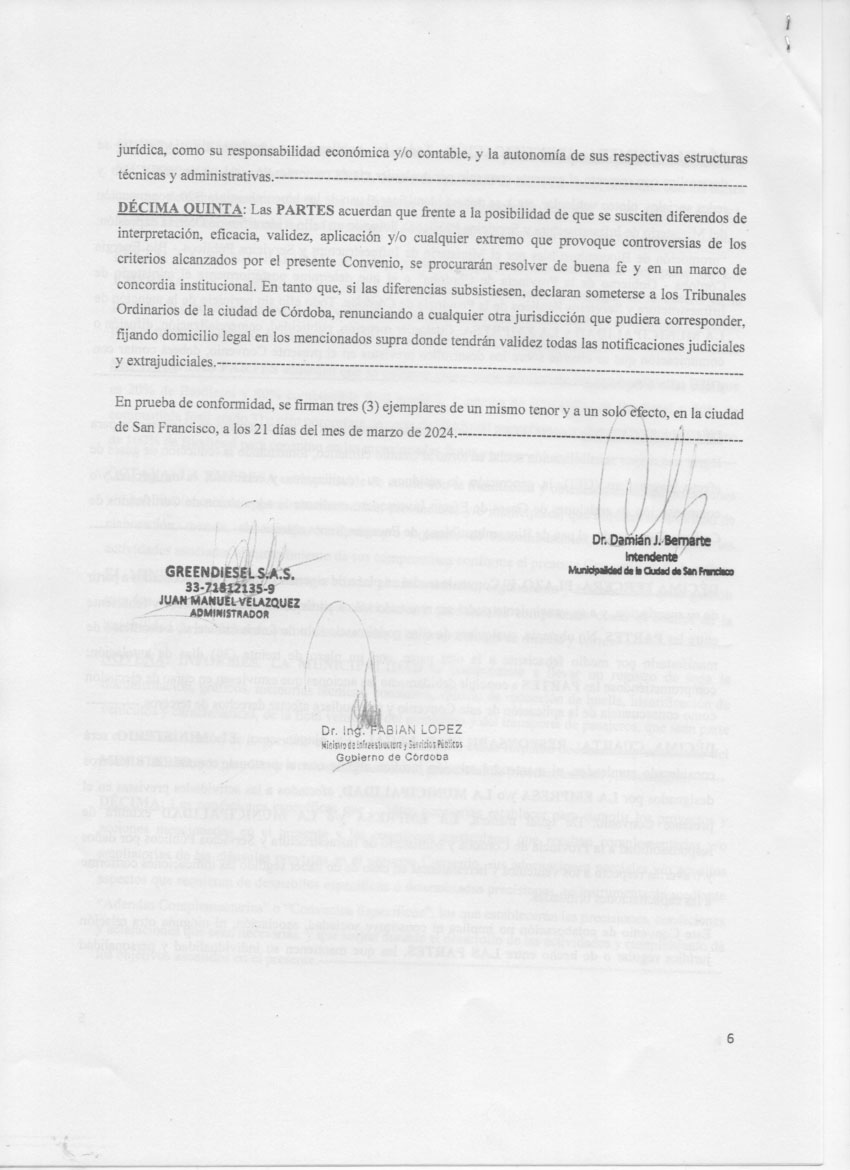 jurídica, como su responsabilidad económica y/o contable, y la autonomía de sus respectivas estructuras
técnicas y administrativas.-----------------------------------------------------------------------------------------------
DÉCIMA QUINTA: Las PARTES acuerdan que frente a la posibilidad de que se susciten diferendos de
interpretación, eficacia, validez, aplicación y/o cualquier extremo que provoque controversias de los
criterios alcanzados por el presente Convenio, se procurarán resolver de buena fe y en un marco de
concordia institucional. En tanto que, si las diferencias subsistiesen, declaran someterse a los Tribunales
Ordinarios de la ciudad de Córdoba, renunciando a cualquier otra jurisdicción que pudiera corresponder,
fijando domicilio legal en los mencionados supra donde tendrán validez todas las notificaciones judiciales
y extrajudiciales.---------------------------------------------------------------------------------------------------------
En prueba de conformidad, se firman tres (3) ejemplares de un mismo tenor y a un solo efecto, en la ciudad
de San Francisco, a los 21 días del mes de marzo de 2024.---------------------------------------------------------
Dr. Damián J. Bernarte
Intendente
Municipalidad de la Ciudad de San Francisco
GREENDIESEL S.A.S.
33-71812135-9
JUAN MANUEL VELAZQUEZ
ADMINISTRADOR
Dr. Ing. FABIAN LOPEZ
Ministro de Infraestructura y Servicios Públicos
Gobierno de Córdoba
6